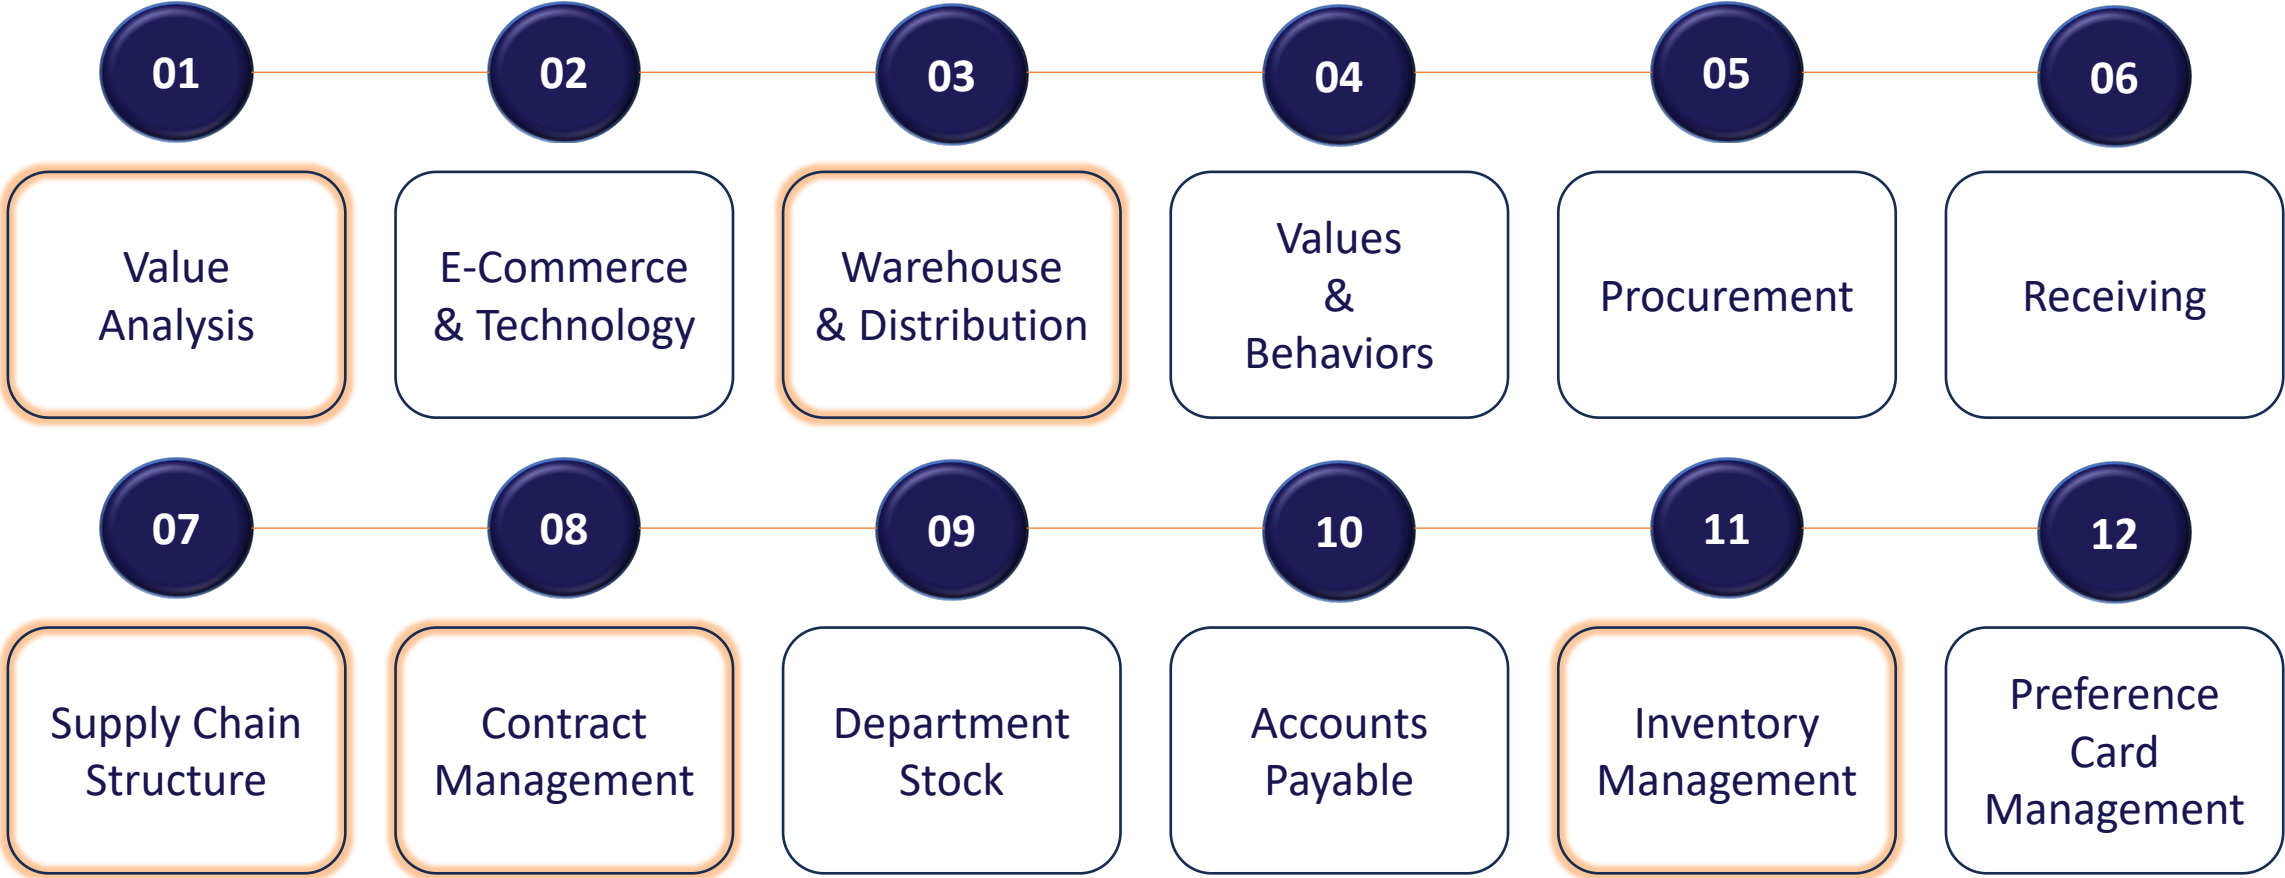 01
02
03
04
05
06
Value
Analysis
E-Commerce
& Technology
Warehouse
& Distribution
Values
&
Behaviors
Procurement
Receiving
07
08
09
10
11
12
Supply Chain
Structure
Contract
Management
Department
Stock
Accounts
Payable
Inventory
Management
Preference
Card
Management